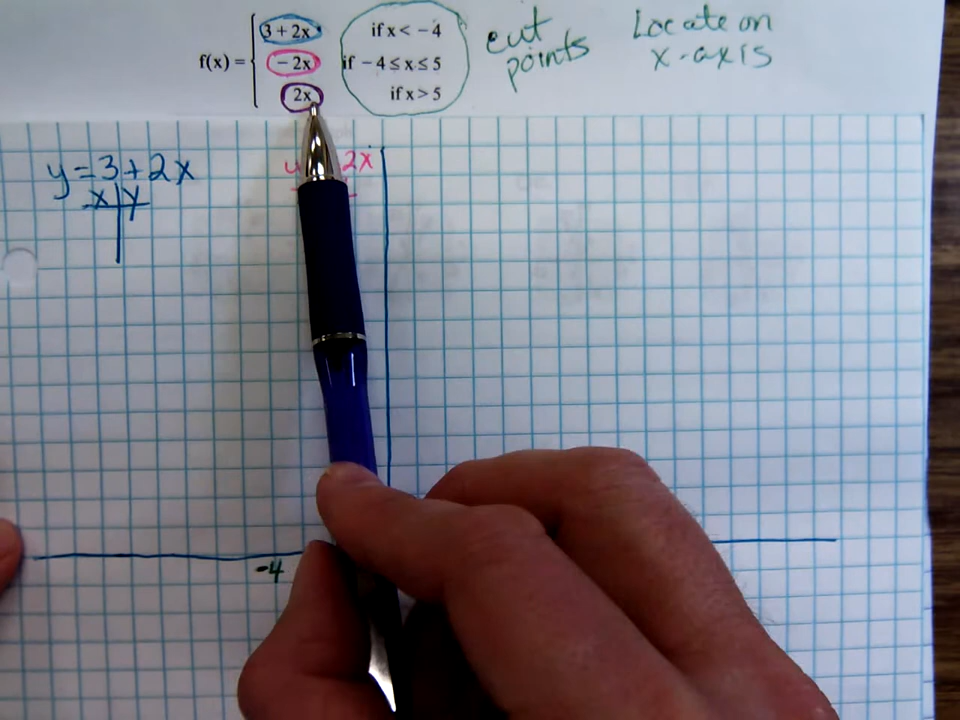 3 + 2x if x < −4
f(x) = { − 2x if − 4 ≤ x ≤ 5
2x if x > 5
cut points
Locate on
x-axis
y = 3 + 2x
x | y
2x
-4